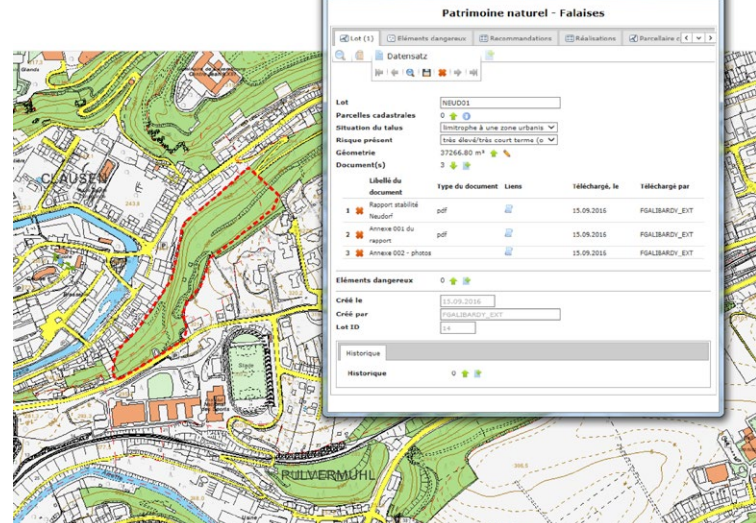 Patrimoine naturel - Falaises
Lot (1)
Eléments dangereux
Recommandations
Réalisations
Parcellaire c
Datensatz
Lot NEUD01
Parcelles cadastrales 0
Situation du talus limitrophe à une zone urbanis
Risque présent très élevé/très court terme (o
Géometrie 37266.80 m²
Document(s) 3
Libellé du document Type du document Liens Téléchargé, le Téléchargé par
1 Rapport stabilité Neudorf pdf 15.09.2016 FGALIBARDY_EXT
2 Annexe 001 du rapport pdf 15.09.2016 FGALIBARDY_EXT
3 Annexe 002 - photos 15.09.2016 FGALIBARDY_EXT
Eléments dangereux 0
Créé le 15.09.2016
Créé par FGALIBARDY_EXT
Lot ID 14
Historique
Historique 0
CLAUSEN
PULVERMUHL